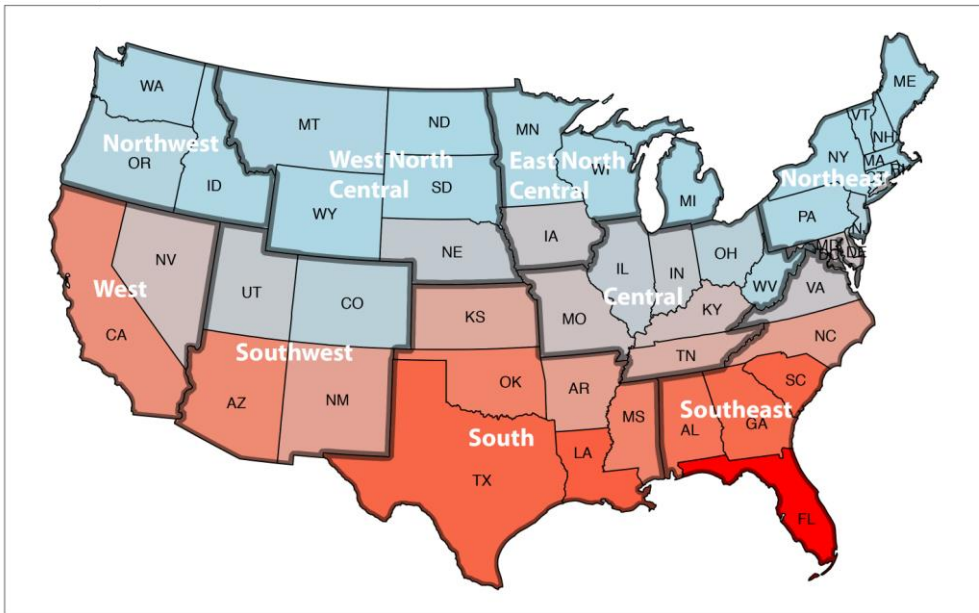 WA
ME
MT
ND
VT
MN
Northwest
NH
OR
West North
Central
East North
Central
WI
NY
MA
Northeast
ID
SD
WY
MI
PA
IA
NE
OH
NV
IL
IN
MD
DE
UT
CO
West
Central
WV
VA
MO
KS
KY
CA
Southwest
TN
NC
OK
AR
SC
AZ
NM
MS
Southeast
South
AL
GA
LA
TX
FL